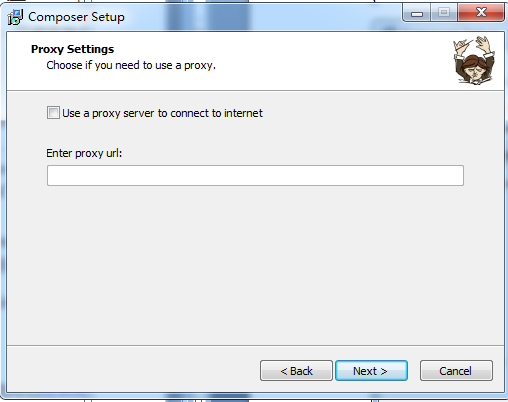 Composer Setup
Proxy Settings
Choose if you need to use a proxy.
Use a proxy server to connect to internet
Enter proxy url:
< Back
Next >
Cancel